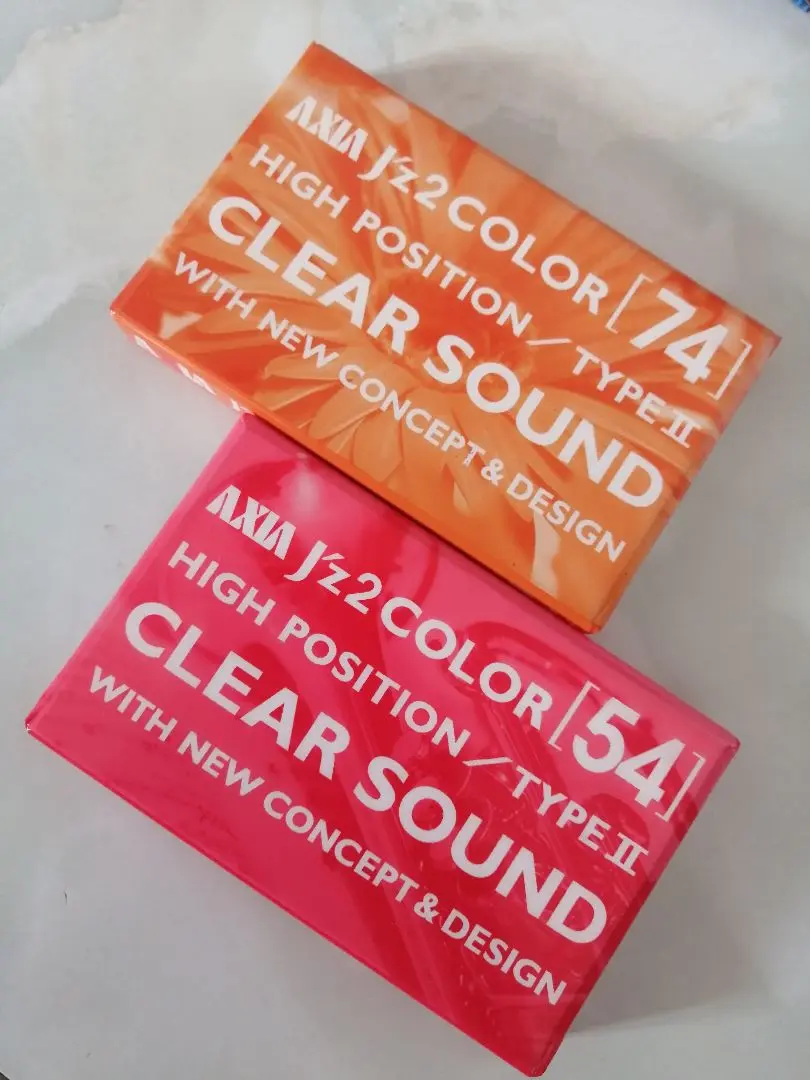 AXIA J'z2 COLOR [74]
HIGH POSITION / TYPE II
CLEAR SOUND
WITH NEW CONCEPT & DESIGN
AXIA J'z2 COLOR [54]
HIGH POSITION / TYPE II
CLEAR SOUND
WITH NEW CONCEPT & DESIGN